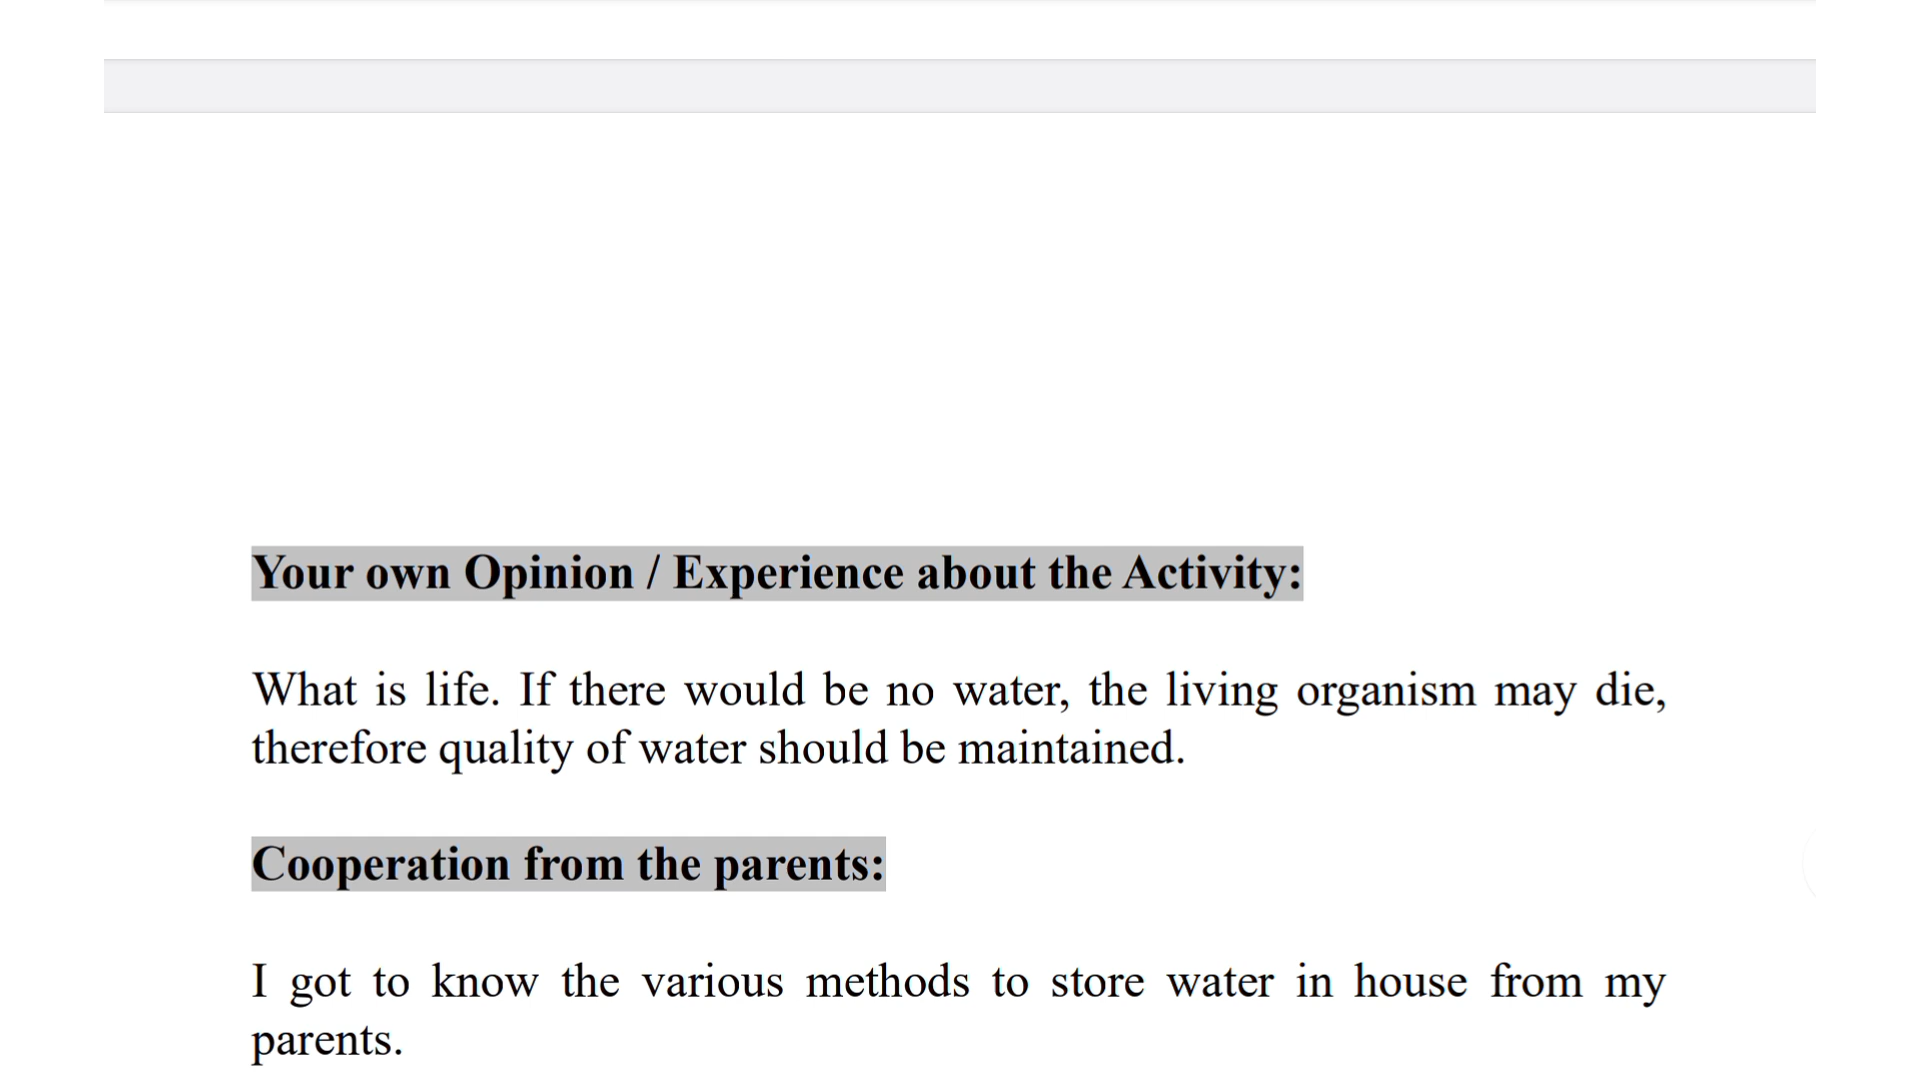 Your own Opinion / Experience about the Activity:
What is life. If there would be no water, the living organism may die,
therefore quality of water should be maintained.
Cooperation from the parents:
I got to know the various methods to store water in house from my
parents.